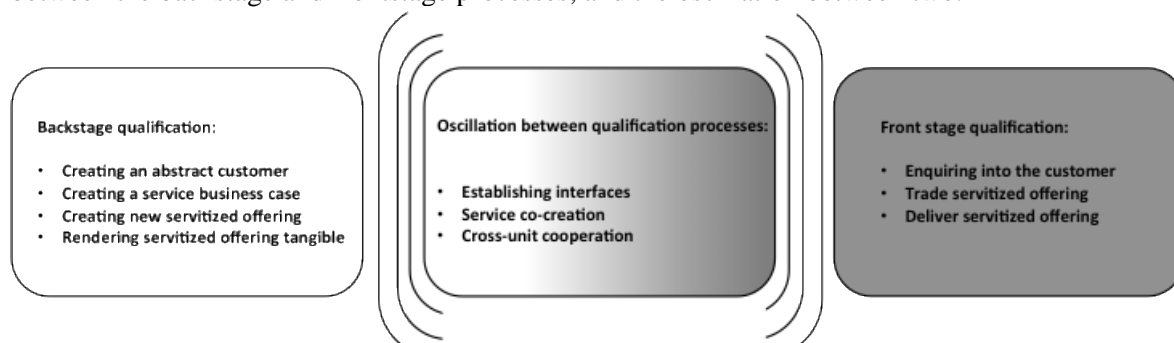 Backstage qualification:
• Creating an abstract customer
• Creating a service business case
• Creating new servitized offering
• Rendering servitized offering tangible
Oscillation between qualification processes:
• Establishing interfaces
• Service co-creation
• Cross-unit cooperation
Front stage qualification:
• Enquiring into the customer
• Trade servitized offering
• Deliver servitized offering